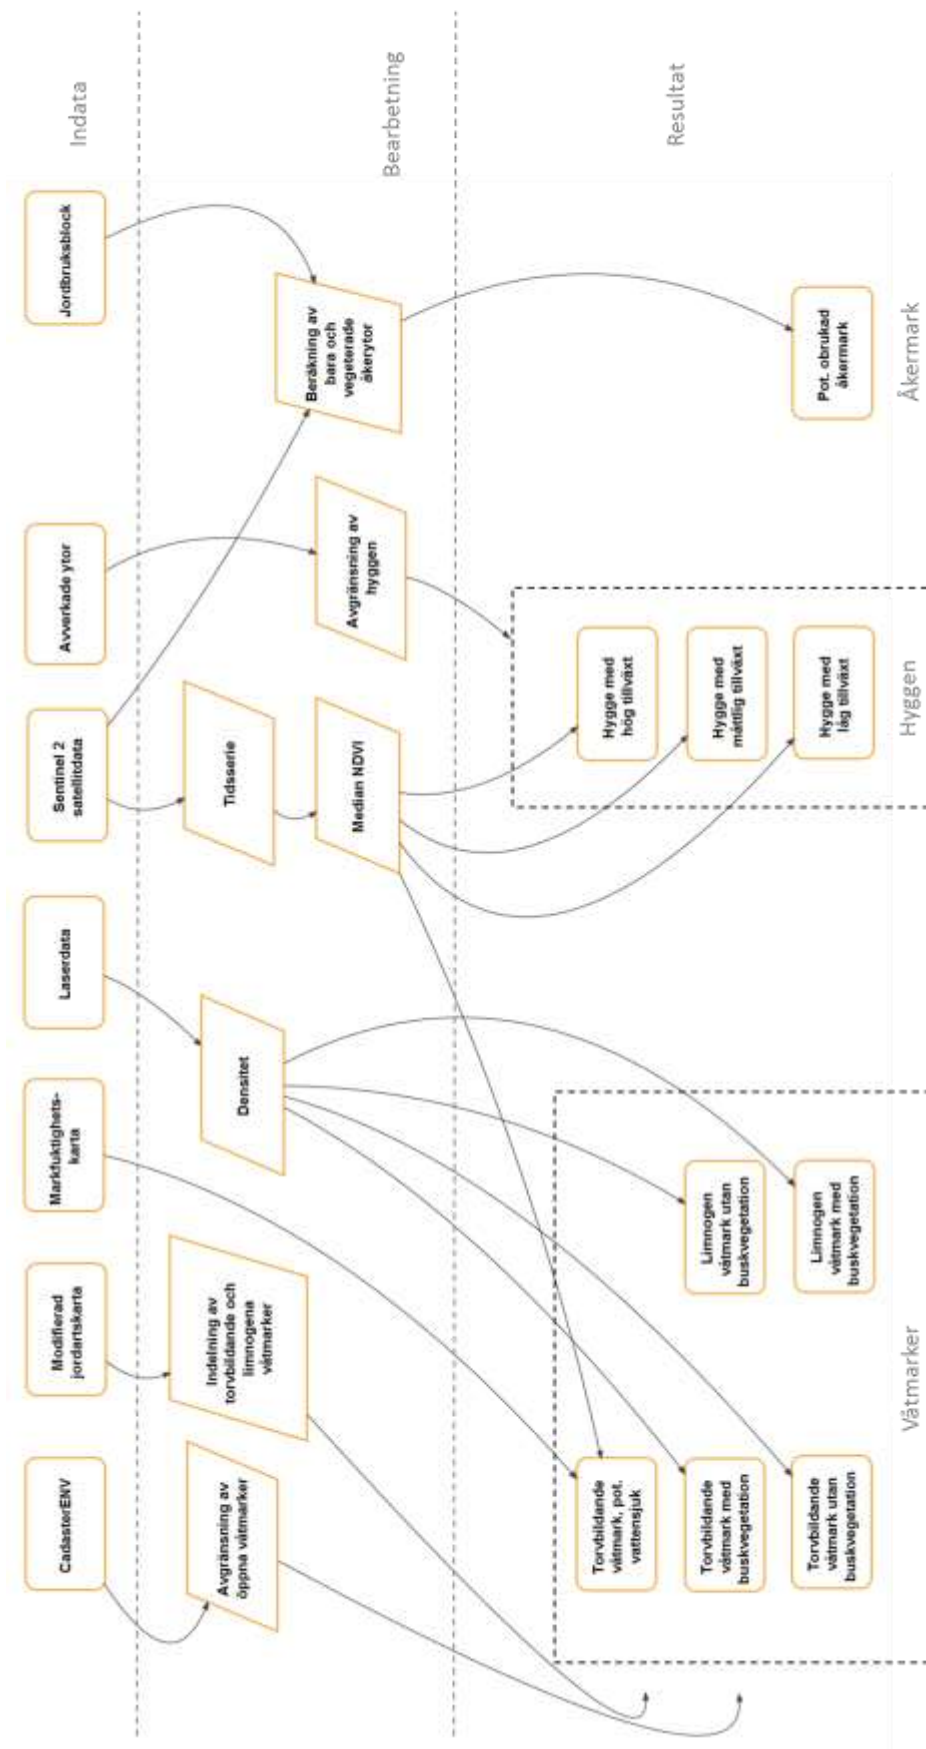 Indata
CadasterENV
Modifierad
jordartskarta
Markfuktighets-
karta
Laserdata
Sentinel 2
satellitdata
Avverkade ytor
Jordbruksblock
Bearbetning
Avgränsning av
öppna våtmarker
Indelning av
torvbildande och
limnogena
våtmarker
Densitet
Tidsserie
Median NDVI
Avgränsning av
hyggen
Beräkning av
bara och
vegeterade
åkerytor
Resultat
Torvbildande
våtmark, pot.
vattensjuk
Torvbildande
våtmark med
buskvegetation
Torvbildande
våtmark utan
buskvegetation
Limnogen
våtmark utan
buskvegetation
Limnogen
våtmark med
buskvegetation
Hygge med
hög tillväxt
Hygge med
måttlig tillväxt
Hygge med
låg tillväxt
Pot. obrukad
åkermark
Våtmarker
Hyggen
Åkermark